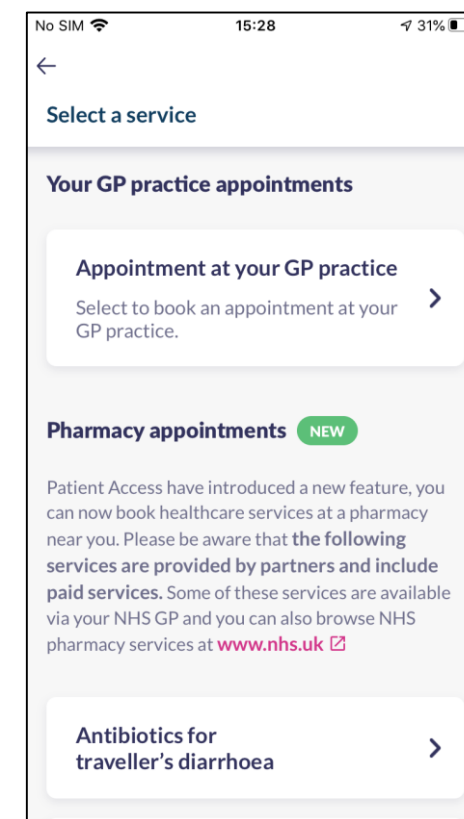 No SIM 15:28 31%
Select a service
Your GP practice appointments
Appointment at your GP practice
Select to book an appointment at your
GP practice.
Pharmacy appointments NEW
Patient Access have introduced a new feature, you
can now book healthcare services at a pharmacy
near you. Please be aware that the following
services are provided by partners and include
paid services. Some of these services are available
via your NHS GP and you can also browse NHS
pharmacy services at www.nhs.uk
Antibiotics for
traveller's diarrhoea